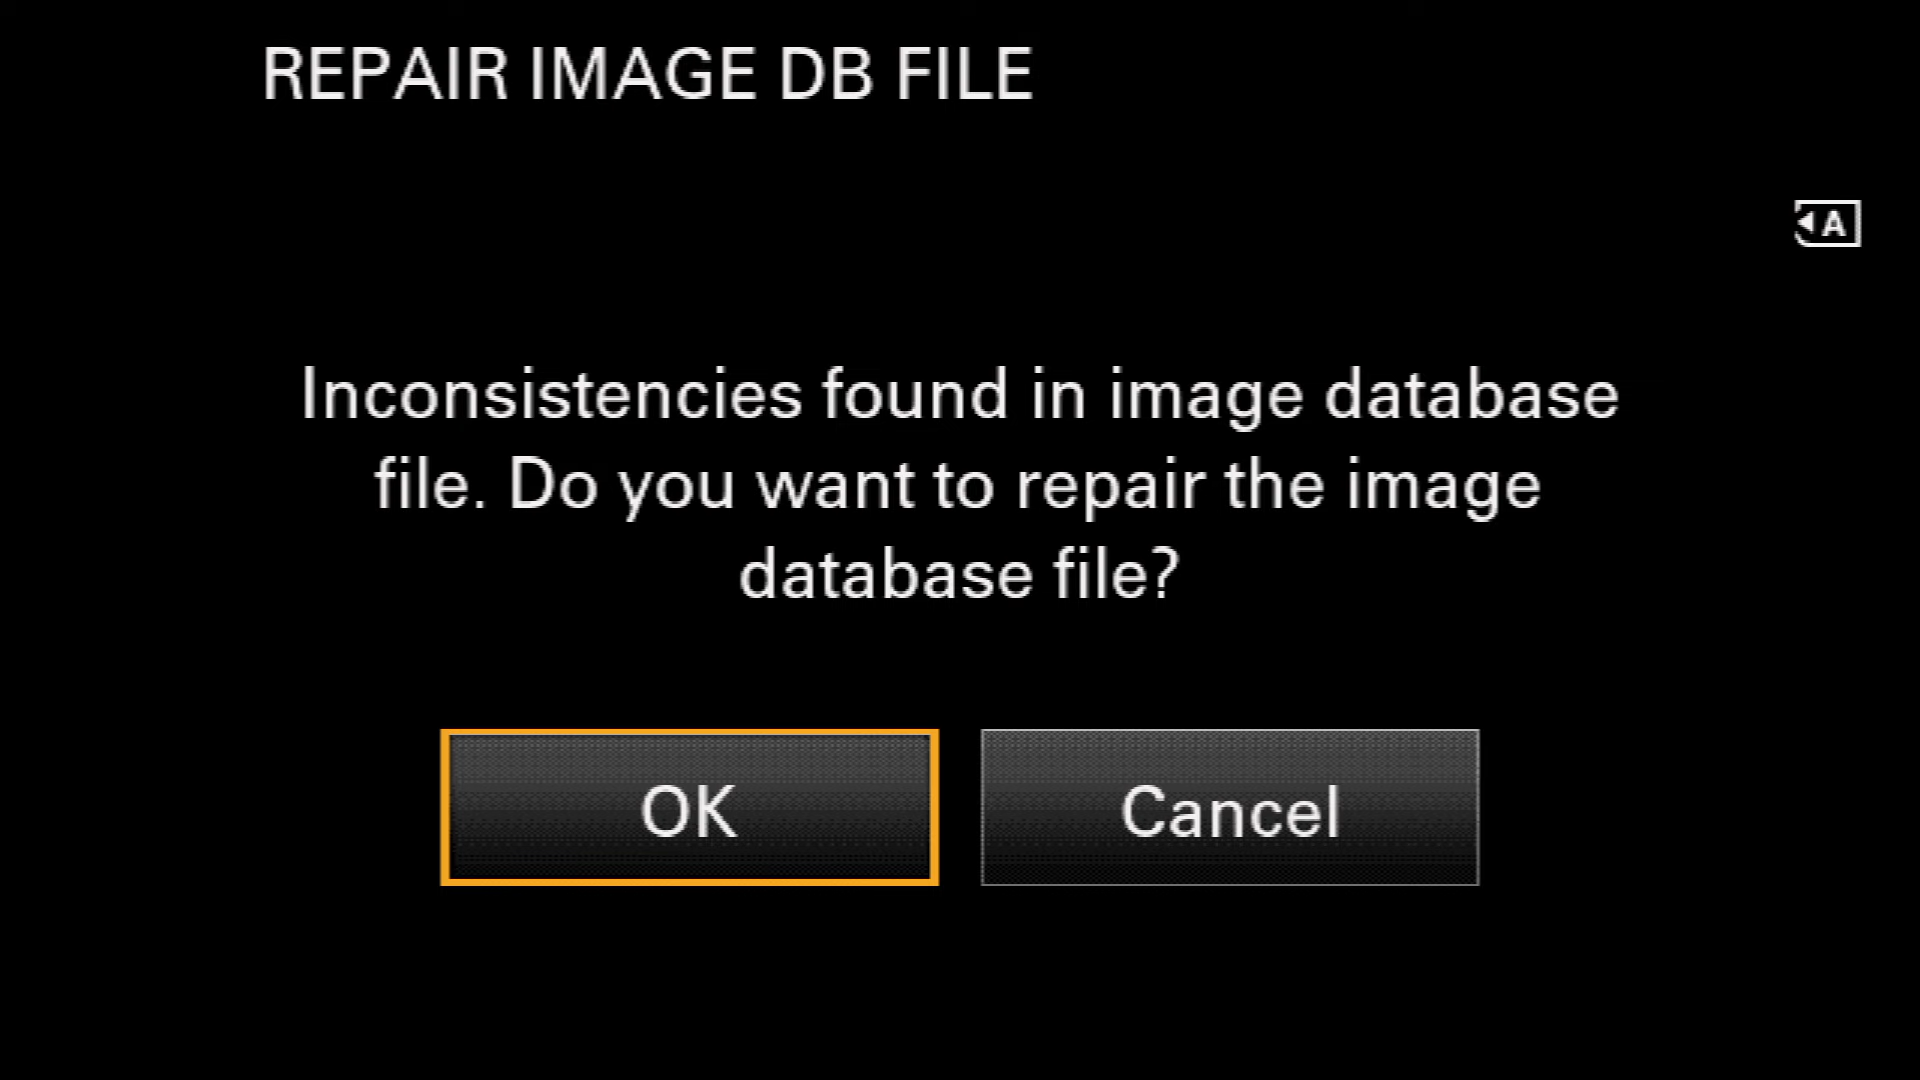 REPAIR IMAGE DB FILE
A
Inconsistencies found in image database
file. Do you want to repair the image
database file?
OK
Cancel